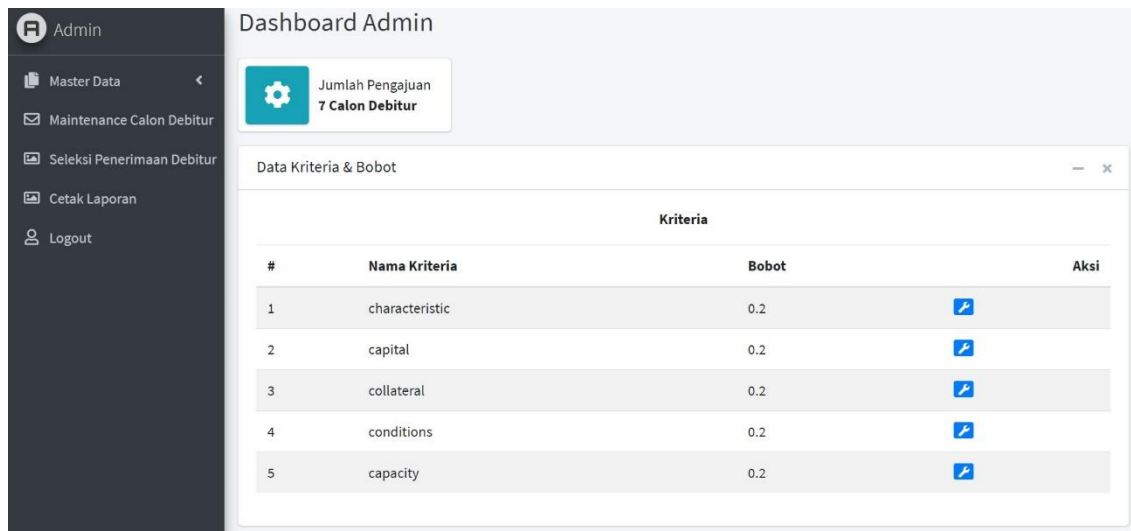 Admin
Master Data
Maintenance Calon Debitur
Seleksi Penerimaan Debitur
Cetak Laporan
Logout
Dashboard Admin
Jumlah Pengajuan
7 Calon Debitur
Data Kriteria & Bobot
Kriteria
# Nama Kriteria Bobot Aksi
1 characteristic 0.2
2 capital 0.2
3 collateral 0.2
4 conditions 0.2
5 capacity 0.2